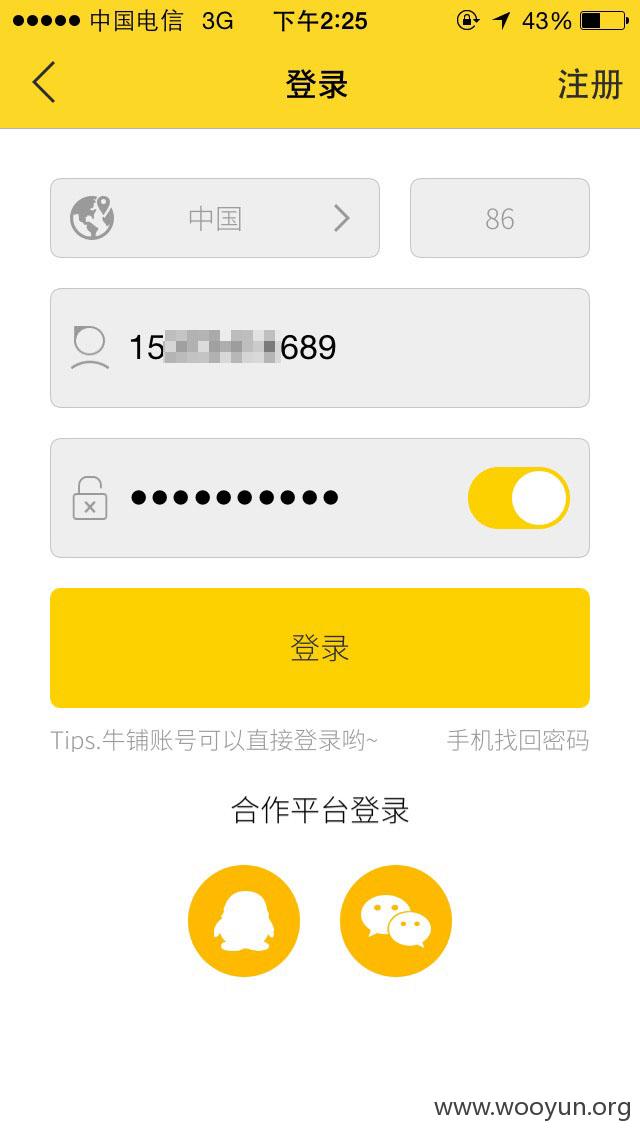 中国电信 3G 下午2:25 43%
登录 注册
中国 86
15 689
登录
Tips.牛铺账号可以直接登录哟~ 手机找回密码
合作平台登录
www.wooyun.org